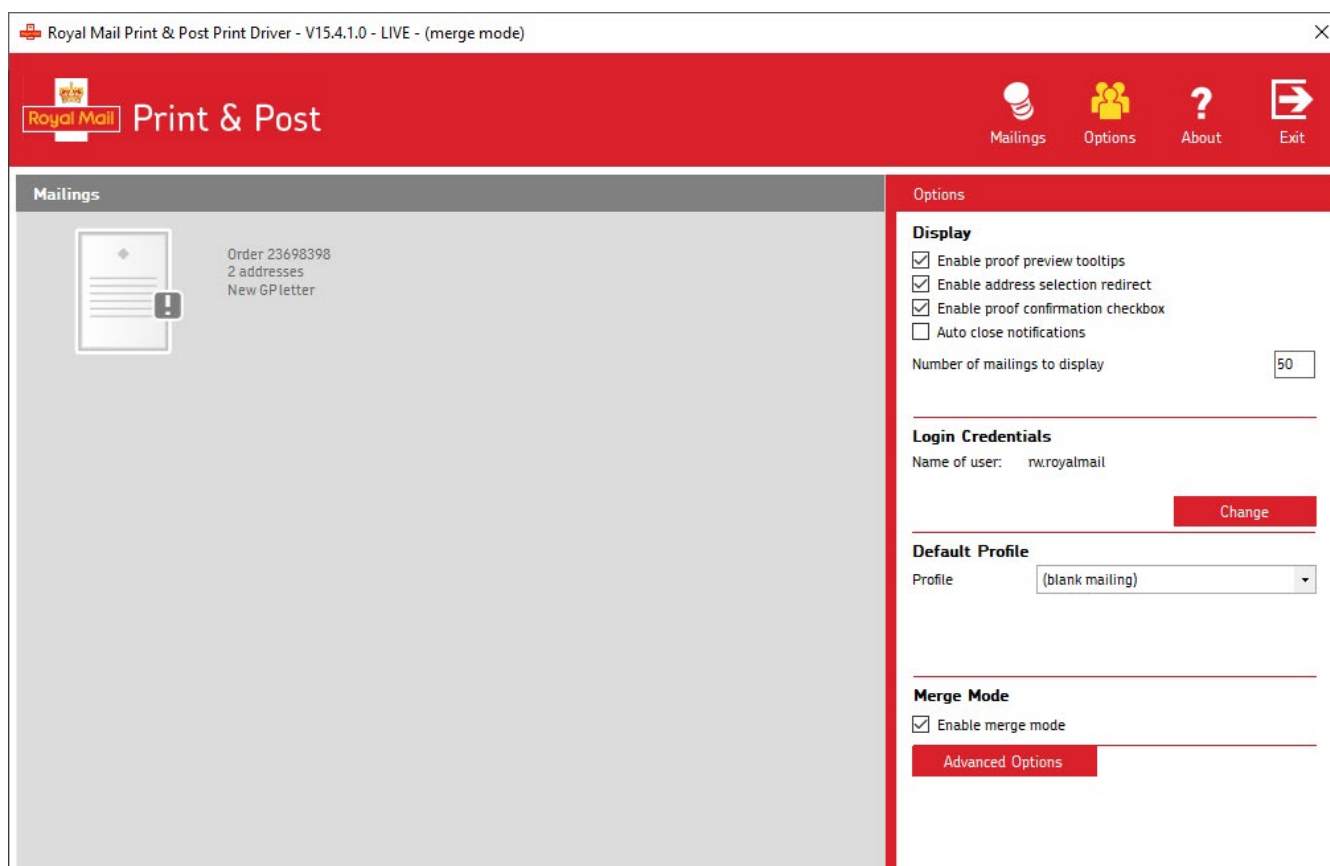 Royal Mail Print & Post Print Driver - V15.4.1.0 - LIVE - (merge mode)
Royal Mail Print & Post
Mailings Options About Exit
Mailings
Order 23698398
2 addresses
New GP letter
Options
Display
Enable proof preview tooltips
Enable address selection redirect
Enable proof confirmation checkbox
Auto close notifications
Number of mailings to display 50
Login Credentials
Name of user: rw.royalmail
Change
Default Profile
Profile (blank mailing)
Merge Mode
Enable merge mode
Advanced Options